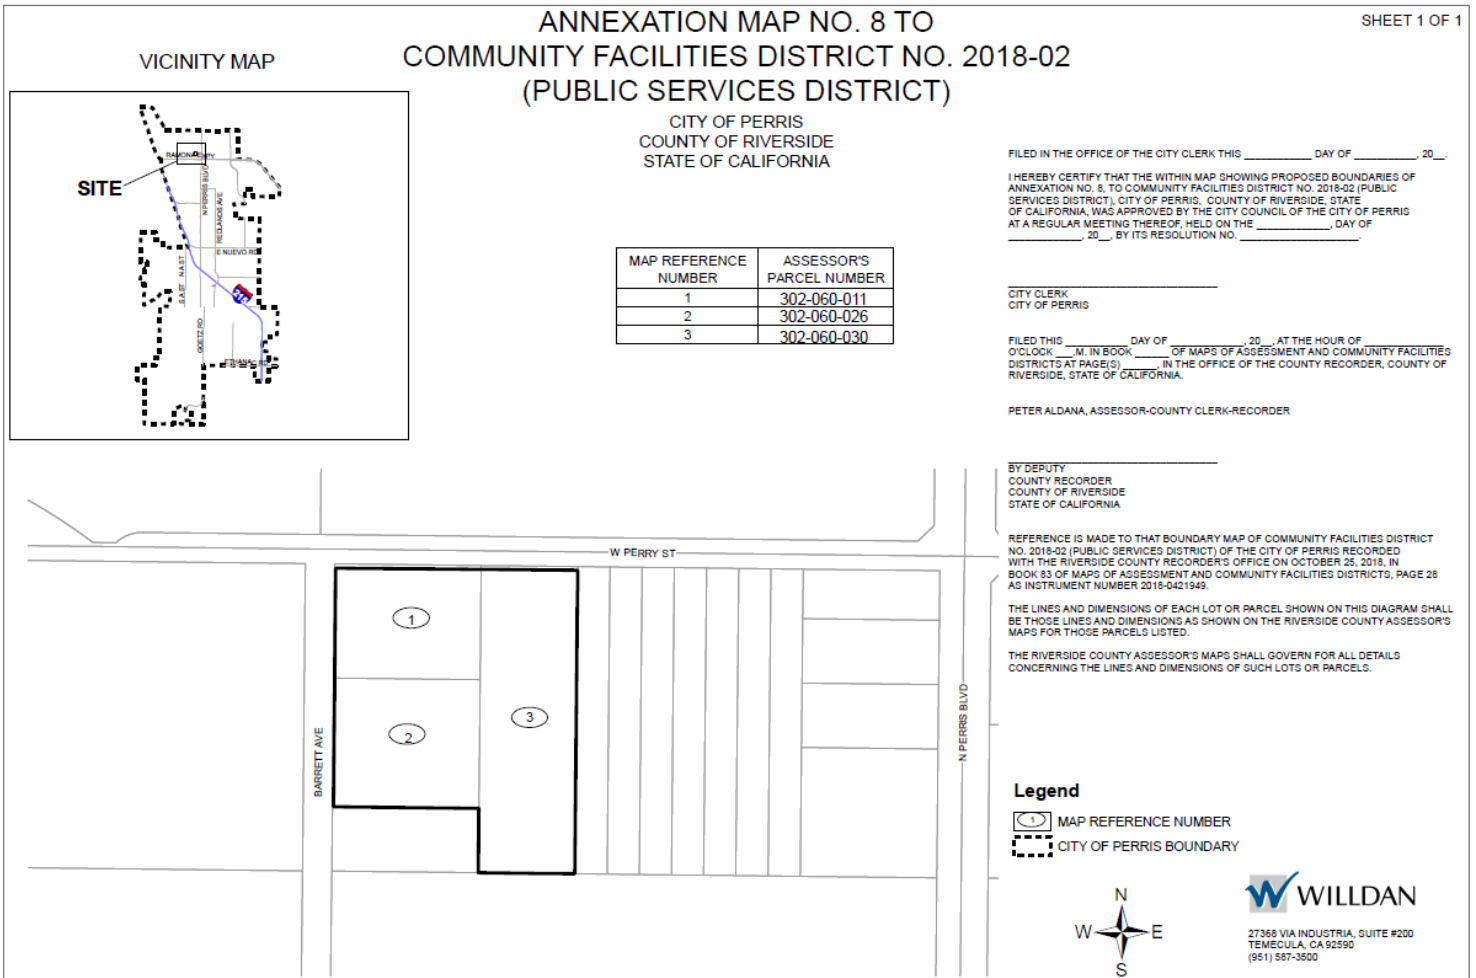 ANNEXATION MAP NO. 8 TO
COMMUNITY FACILITIES DISTRICT NO. 2018-02
(PUBLIC SERVICES DISTRICT)
CITY OF PERRIS
COUNTY OF RIVERSIDE
STATE OF CALIFORNIA
SHEET 1 OF 1
VICINITY MAP
SITE
N PERRIS BLVD
REDLANDS AVE
E NUEVO RD
N A ST
S A ST
GOETZ RD
MAP REFERENCE NUMBER ASSESSOR'S PARCEL NUMBER
1 302-060-011
2 302-060-026
3 302-060-030
FILED IN THE OFFICE OF THE CITY CLERK THIS ___________ DAY OF __________, 20__.
I HEREBY CERTIFY THAT THE WITHIN MAP SHOWING PROPOSED BOUNDARIES OF
ANNEXATION NO. 8, TO COMMUNITY FACILITIES DISTRICT NO. 2018-02 (PUBLIC
SERVICES DISTRICT), CITY OF PERRIS, COUNTY OF RIVERSIDE, STATE
OF CALIFORNIA, WAS APPROVED BY THE CITY COUNCIL OF THE CITY OF PERRIS
AT A REGULAR MEETING THEREOF, HELD ON THE ____________, DAY OF
____________, 20__, BY ITS RESOLUTION NO. ____________________.
CITY CLERK
CITY OF PERRIS
FILED THIS __________ DAY OF ____________, 20__, AT THE HOUR OF _____________
O'CLOCK ___.M. IN BOOK ______ OF MAPS OF ASSESSMENT AND COMMUNITY FACILITIES
DISTRICTS AT PAGE(S) ______, IN THE OFFICE OF THE COUNTY RECORDER, COUNTY OF
RIVERSIDE, STATE OF CALIFORNIA.
PETER ALDANA, ASSESSOR-COUNTY CLERK-RECORDER
BY DEPUTY
COUNTY RECORDER
COUNTY OF RIVERSIDE
STATE OF CALIFORNIA
REFERENCE IS MADE TO THAT BOUNDARY MAP OF COMMUNITY FACILITIES DISTRICT
NO. 2018-02 (PUBLIC SERVICES DISTRICT) OF THE CITY OF PERRIS RECORDED
WITH THE RIVERSIDE COUNTY RECORDER'S OFFICE ON OCTOBER 25, 2018, IN
BOOK 83 OF MAPS OF ASSESSMENT AND COMMUNITY FACILITIES DISTRICTS, PAGE 28
AS INSTRUMENT NUMBER 2018-0421949.
THE LINES AND DIMENSIONS OF EACH LOT OR PARCEL SHOWN ON THIS DIAGRAM SHALL
BE THOSE LINES AND DIMENSIONS AS SHOWN ON THE RIVERSIDE COUNTY ASSESSOR'S
MAPS FOR THOSE PARCELS LISTED.
THE RIVERSIDE COUNTY ASSESSOR'S MAPS SHALL GOVERN FOR ALL DETAILS
CONCERNING THE LINES AND DIMENSIONS OF SUCH LOTS OR PARCELS.
W PERRY ST
BARRETT AVE
N PERRIS BLVD
1
2
3
Legend
1 MAP REFERENCE NUMBER
CITY OF PERRIS BOUNDARY
N
W E
S
WILLDAN
27368 VIA INDUSTRIA, SUITE #200
TEMECULA, CA 92590
(951) 587-3500